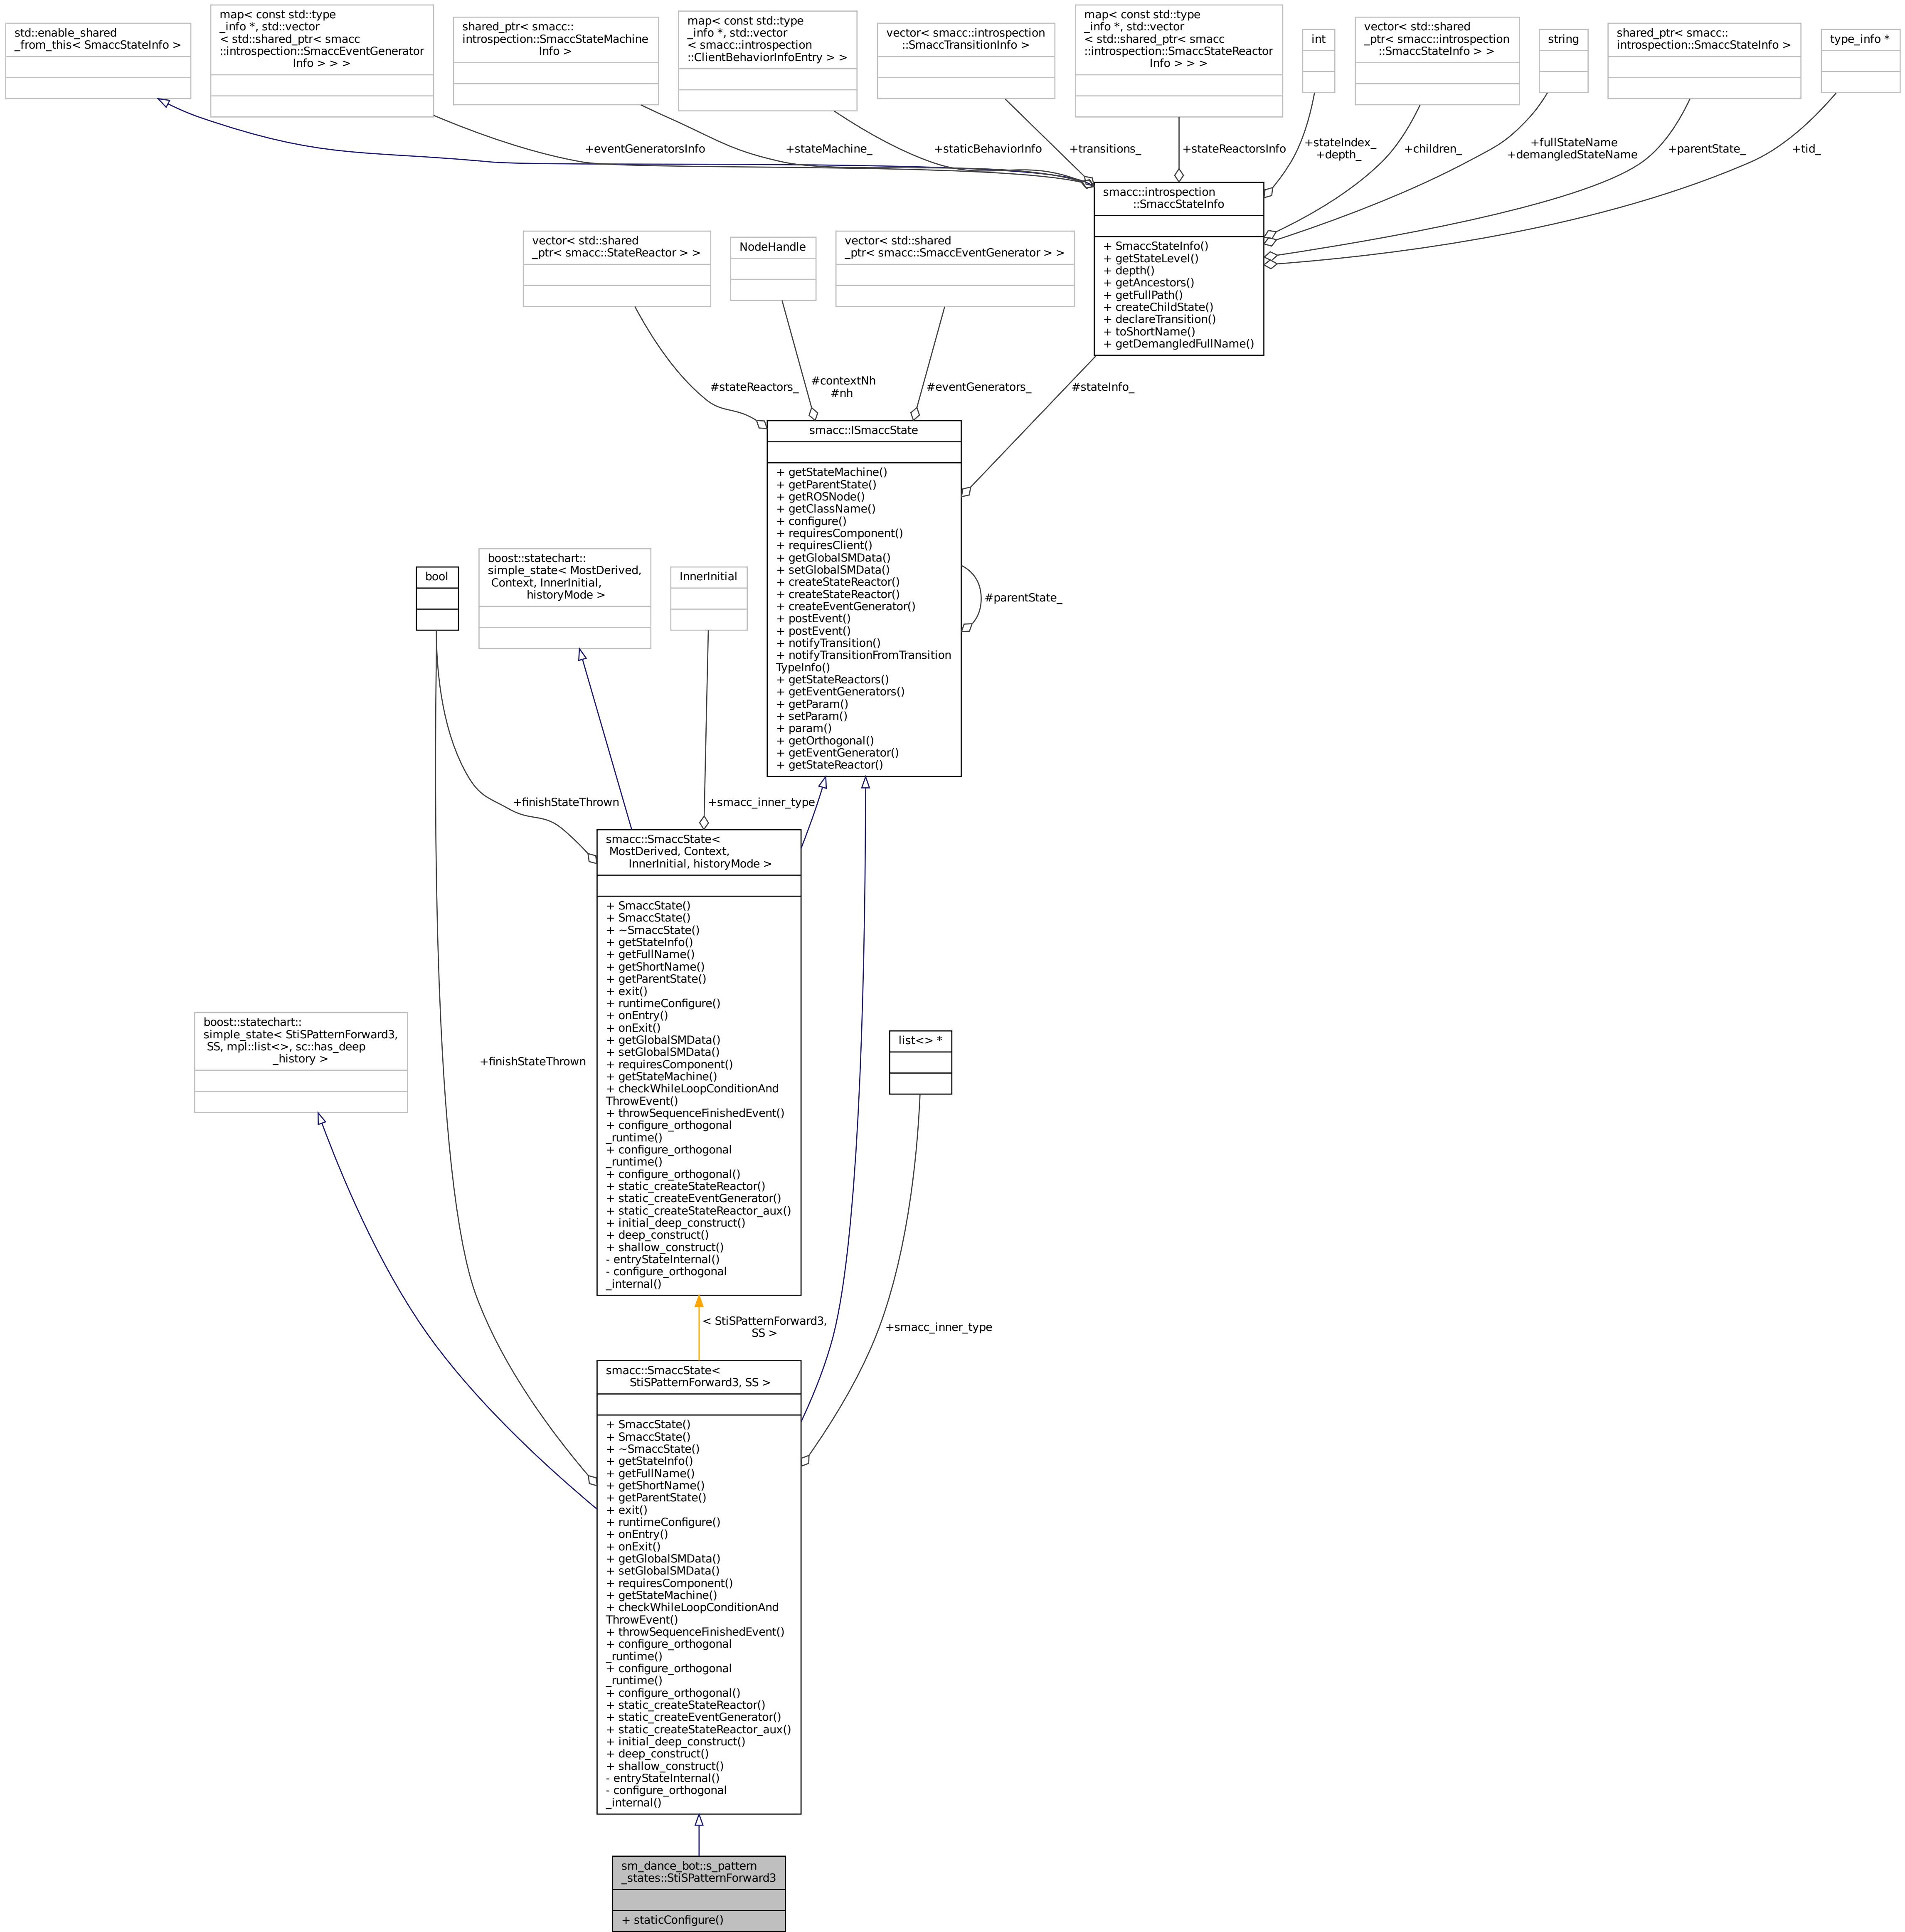 std::enable_shared
_from_this< SmaccStateInfo >
map< const std::type
_info *, std::vector
< std::shared_ptr< smacc
::introspection::SmaccEventGenerator
Info > > >
shared_ptr< smacc::
introspection::SmaccStateMachine
Info >
map< const std::type
_info *, std::vector
< smacc::introspection
::ClientBehaviorInfoEntry > >
vector< smacc::introspection
::SmaccTransitionInfo >
map< const std::type
_info *, std::vector
< std::shared_ptr< smacc
::introspection::SmaccStateReactor
Info > > >
int
vector< std::shared
_ptr< smacc::introspection
::SmaccStateInfo > >
string
shared_ptr< smacc::
introspection::SmaccStateInfo >
type_info *
+eventGeneratorsInfo
+stateMachine_
+staticBehaviorInfo
+transitions_
+stateReactorsInfo
+stateIndex_
+depth_
+children_
+fullStateName
+demangledStateName
+parentState_
+tid_
smacc::introspection
::SmaccStateInfo
+ SmaccStateInfo()
+ getStateLevel()
+ depth()
+ getAncestors()
+ getFullPath()
+ createChildState()
+ declareTransition()
+ toShortName()
+ getDemangledFullName()
vector< std::shared
_ptr< smacc::StateReactor > >
NodeHandle
vector< std::shared
_ptr< smacc::SmaccEventGenerator > >
#stateReactors_
#contextNh
#nh
#eventGenerators_
#stateInfo_
smacc::ISmaccState
+ getStateMachine()
+ getParentState()
+ getROSNode()
+ getClassName()
+ configure()
+ requiresComponent()
+ requiresClient()
+ getGlobalSMData()
+ setGlobalSMData()
+ createStateReactor()
+ createStateReactor()
+ createEventGenerator()
+ postEvent()
+ postEvent()
+ notifyTransition()
+ notifyTransitionFromTransition
TypeInfo()
+ getStateReactors()
+ getEventGenerators()
+ getParam()
+ setParam()
+ param()
+ getOrthogonal()
+ getEventGenerator()
+ getStateReactor()
#parentState_
bool
boost::statechart::
simple_state< MostDerived,
Context, InnerInitial,
historyMode >
InnerInitial
+finishStateThrown
+smacc_inner_type
smacc::SmaccState<
MostDerived, Context,
InnerInitial, historyMode >
+ SmaccState()
+ SmaccState()
+ ~SmaccState()
+ getStateInfo()
+ getFullName()
+ getShortName()
+ getParentState()
+ exit()
+ runtimeConfigure()
+ onEntry()
+ onExit()
+ getGlobalSMData()
+ setGlobalSMData()
+ requiresComponent()
+ getStateMachine()
+ checkWhileLoopConditionAnd
ThrowEvent()
+ throwSequenceFinishedEvent()
+ configure_orthogonal
_runtime()
+ configure_orthogonal
_runtime()
+ configure_orthogonal()
+ static_createStateReactor()
+ static_createEventGenerator()
+ static_createStateReactor_aux()
+ initial_deep_construct()
+ deep_construct()
+ shallow_construct()
- entryStateInternal()
- configure_orthogonal
_internal()
boost::statechart::
simple_state< StiSPatternForward3,
SS, mpl::list<>, sc::has_deep
_history >
+finishStateThrown
list<> *
< StiSPatternForward3,
SS >
+smacc_inner_type
smacc::SmaccState<
StiSPatternForward3, SS >
+ SmaccState()
+ SmaccState()
+ ~SmaccState()
+ getStateInfo()
+ getFullName()
+ getShortName()
+ getParentState()
+ exit()
+ runtimeConfigure()
+ onEntry()
+ onExit()
+ getGlobalSMData()
+ setGlobalSMData()
+ requiresComponent()
+ getStateMachine()
+ checkWhileLoopConditionAnd
ThrowEvent()
+ throwSequenceFinishedEvent()
+ configure_orthogonal
_runtime()
+ configure_orthogonal
_runtime()
+ configure_orthogonal()
+ static_createStateReactor()
+ static_createEventGenerator()
+ static_createStateReactor_aux()
+ initial_deep_construct()
+ deep_construct()
+ shallow_construct()
- entryStateInternal()
- configure_orthogonal
_internal()
sm_dance_bot::s_pattern
_states::StiSPatternForward3
+ staticConfigure()